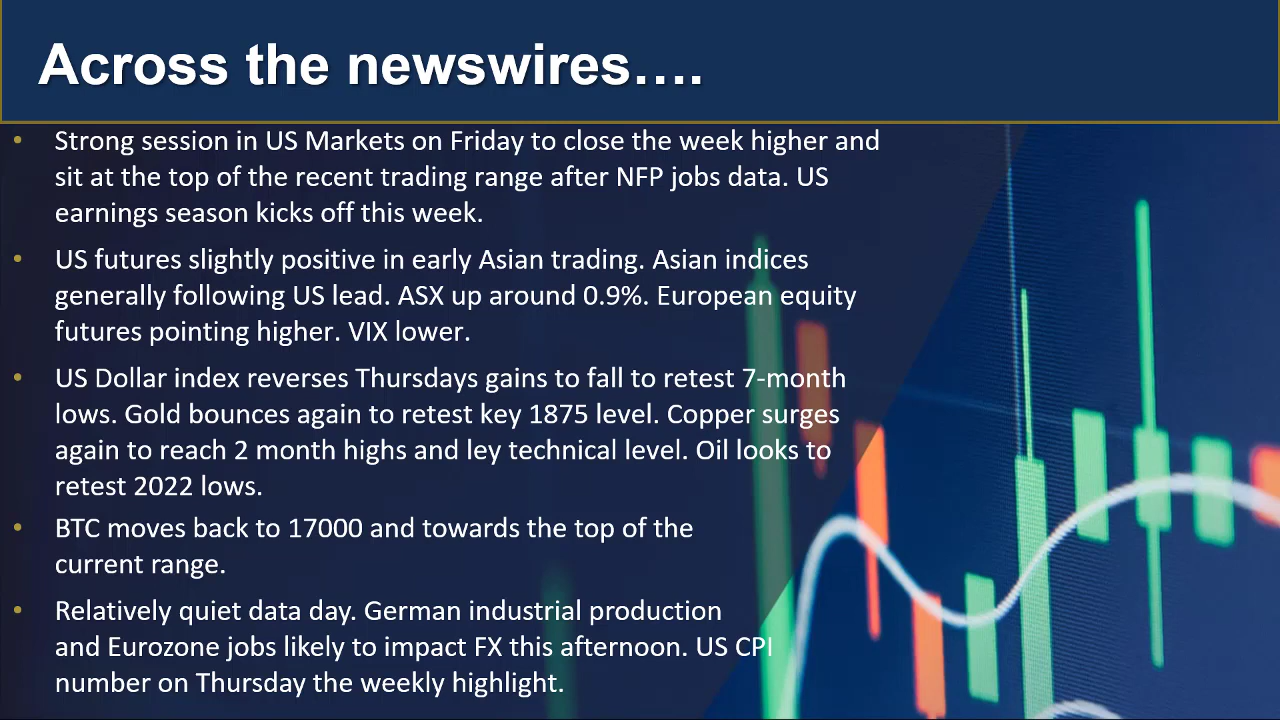 Across the newswires….
• Strong session in US Markets on Friday to close the week higher and
sit at the top of the recent trading range after NFP jobs data. US
earnings season kicks off this week.
• US futures slightly positive in early Asian trading. Asian indices
generally following US lead. ASX up around 0.9%. European equity
futures pointing higher. VIX lower.
• US Dollar index reverses Thursdays gains to fall to retest 7-month
lows. Gold bounces again to retest key 1875 level. Copper surges
again to reach 2 month highs and ley technical level. Oil looks to
retest 2022 lows.
• BTC moves back to 17000 and towards the top of the
current range.
• Relatively quiet data day. German industrial production
and Eurozone jobs likely to impact FX this afternoon. US CPI
number on Thursday the weekly highlight.